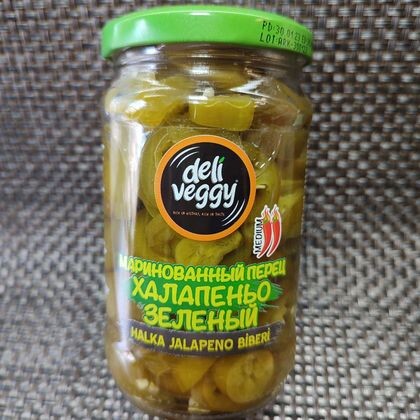 deli
veggy
MEDIUM
МАРИНОВАННЫЙ ПЕРЕЦ
ХАЛАПЕНЬО
ЗЕЛЕНЫЙ
HALKA JALAPENO BİBERİ